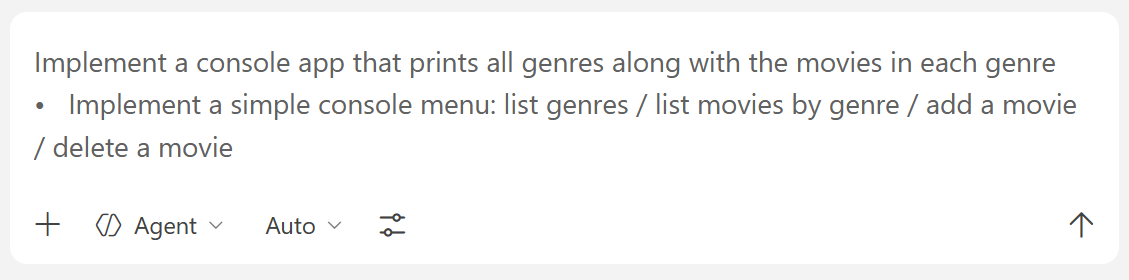 Implement a console app that prints all genres along with the movies in each genre
• Implement a simple console menu: list genres / list movies by genre / add a movie
/ delete a movie
Agent Auto